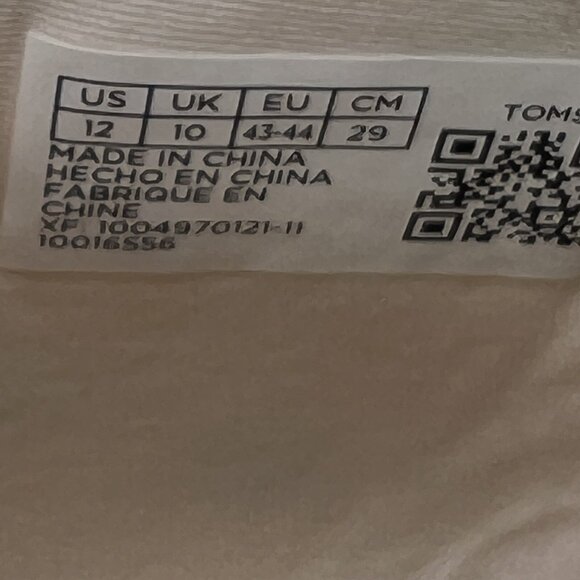 US UK EU CM
12 10 43-44 29
TOMS
MADE IN CHINA
HECHO EN CHINA
FABRIQUE EN
CHINE
XF 1004970121-11
10016556